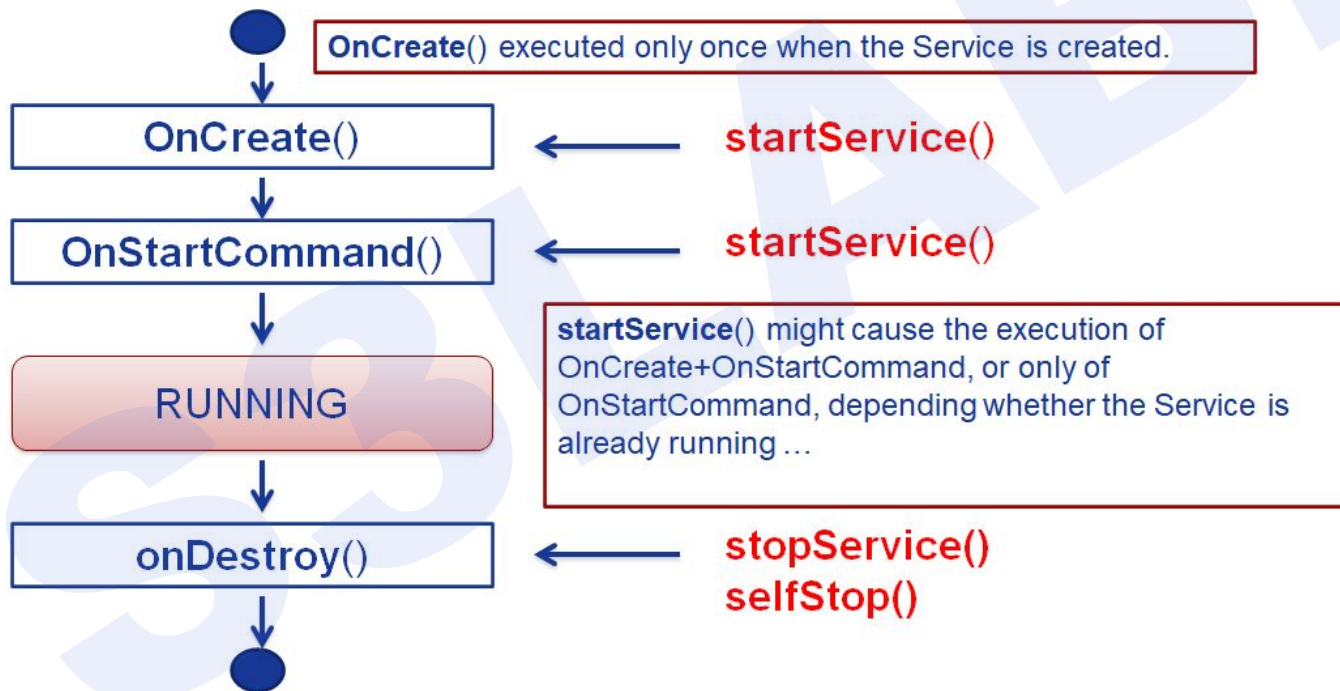 OnCreate() executed only once when the Service is created.
OnCreate()
startService()
OnStartCommand()
startService()
startService() might cause the execution of
OnCreate+OnStartCommand, or only of
OnStartCommand, depending whether the Service is
already running …
RUNNING
onDestroy()
stopService()
selfStop()
S3LAB